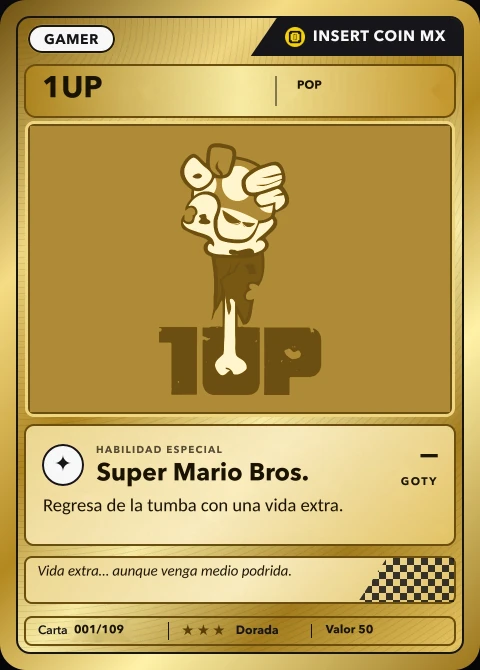 GAMER
INSERT COIN MX
1UP
POP
1UP
HABILIDAD ESPECIAL
Super Mario Bros.
—
GOTY
Regresa de la tumba con una vida extra.
Vida extra... aunque venga medio podrida.
Carta 001/109
★★★ Dorada
Valor 50